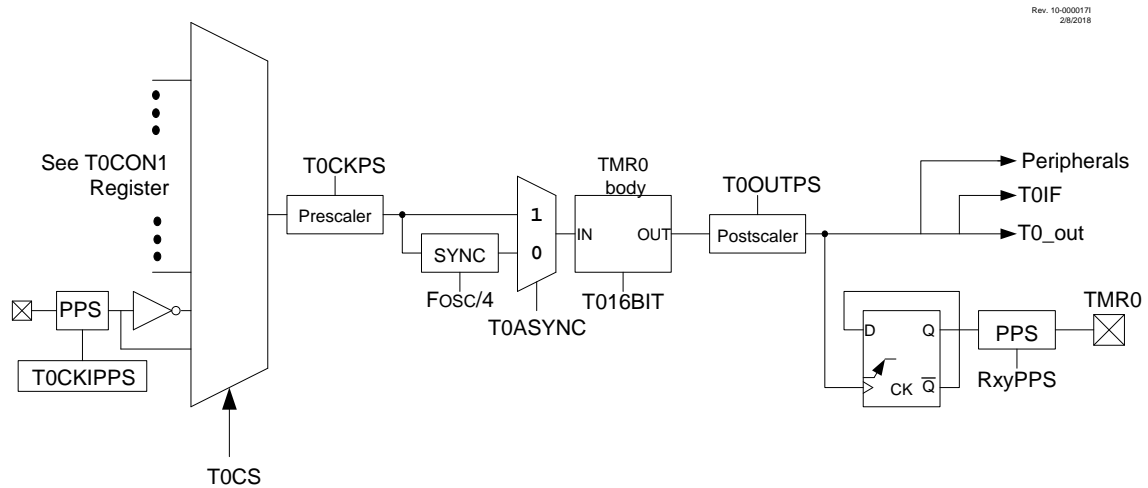 Rev. 10-000017I
2/8/2018
See T0CON1
Register
T0CKPS
Prescaler
SYNC
FOSC/4
1
0
T0ASYNC
TMR0
body
IN
OUT
T016BIT
T0OUTPS
Postscaler
Peripherals
T0IF
T0_out
PPS
T0CKIPPS
T0CS
D
Q
CK
Q
PPS
RxyPPS
TMR0